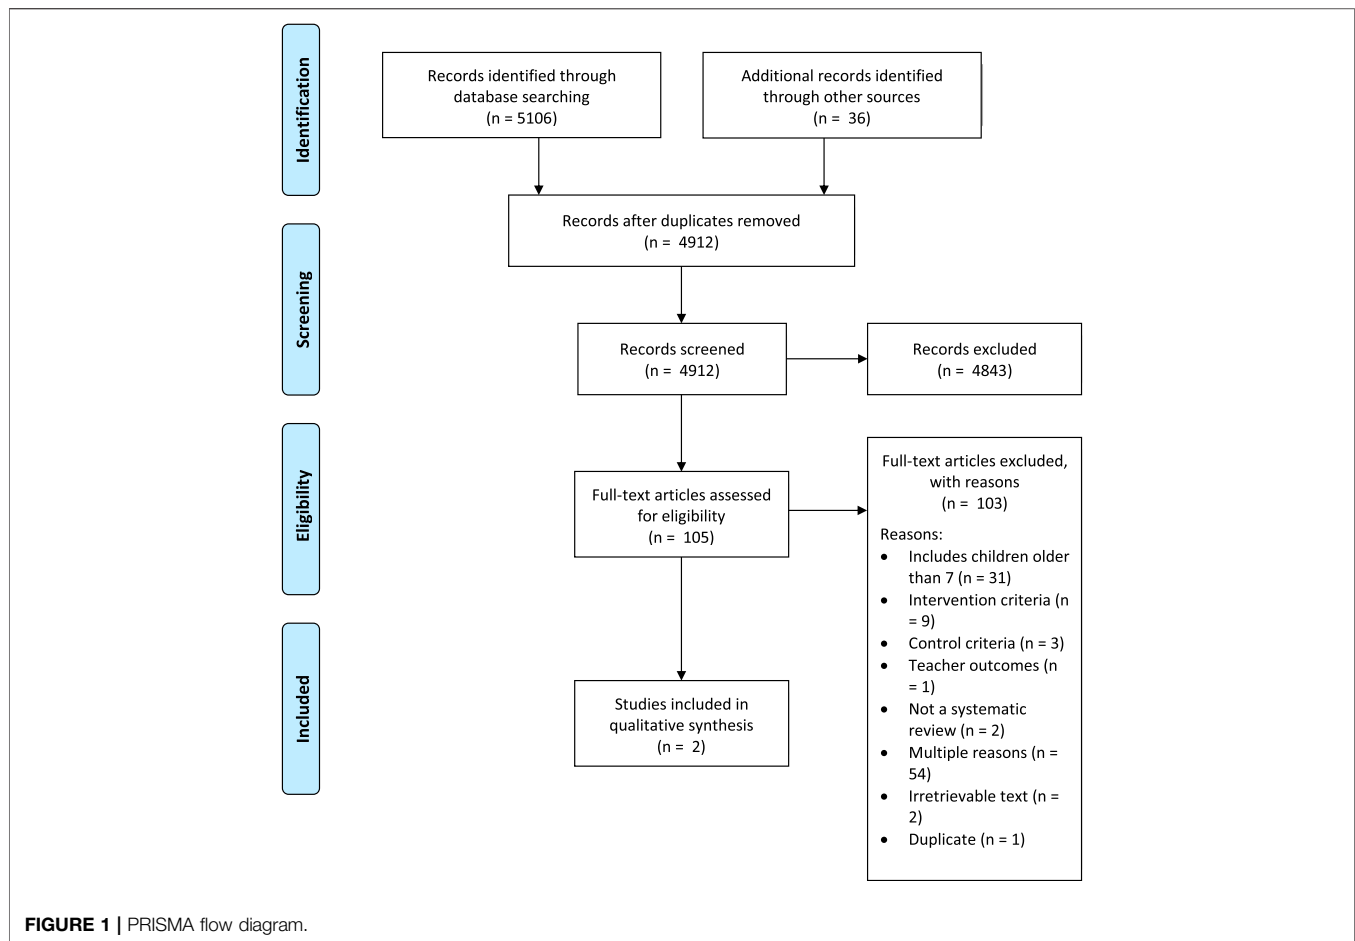 Identification
Records identified through
database searching
(n = 5106)
Additional records identified
through other sources
(n = 36)
Records after duplicates removed
(n = 4912)
Screening
Records screened
(n = 4912)
Records excluded
(n = 4843)
Eligibility
Full-text articles assessed
for eligibility
(n = 105)
Full-text articles excluded,
with reasons
(n = 103)
Reasons:
• Includes children older
than 7 (n = 31)
• Intervention criteria (n
= 9)
• Control criteria (n = 3)
• Teacher outcomes (n
= 1)
• Not a systematic
review (n = 2)
• Multiple reasons (n =
54)
• Irretrievable text (n =
2)
• Duplicate (n = 1)
Included
Studies included in
qualitative synthesis
(n = 2)
FIGURE 1 | PRISMA flow diagram.